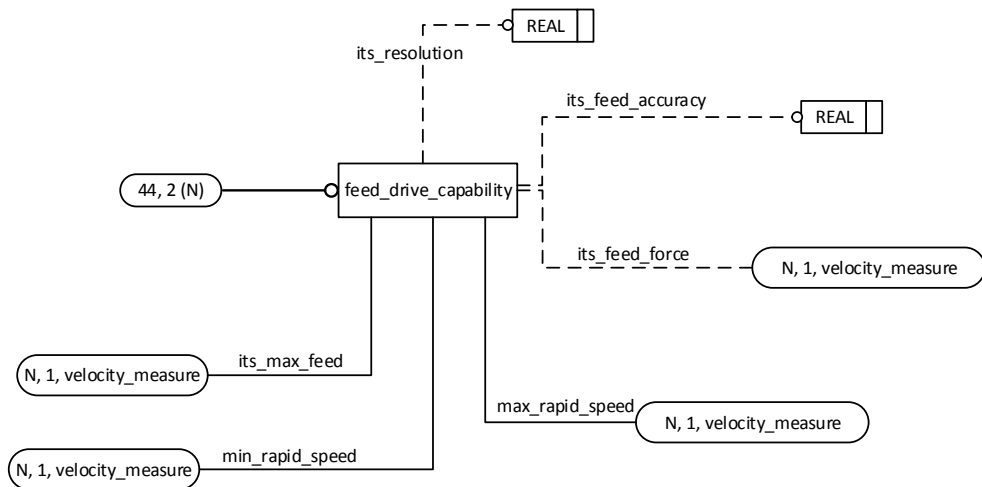 REAL
its_resolution
its_feed_accuracy
REAL
44, 2 (N)
feed_drive_capability
its_feed_force
N, 1, velocity_measure
its_max_feed
N, 1, velocity_measure
max_rapid_speed
N, 1, velocity_measure
min_rapid_speed
N, 1, velocity_measure